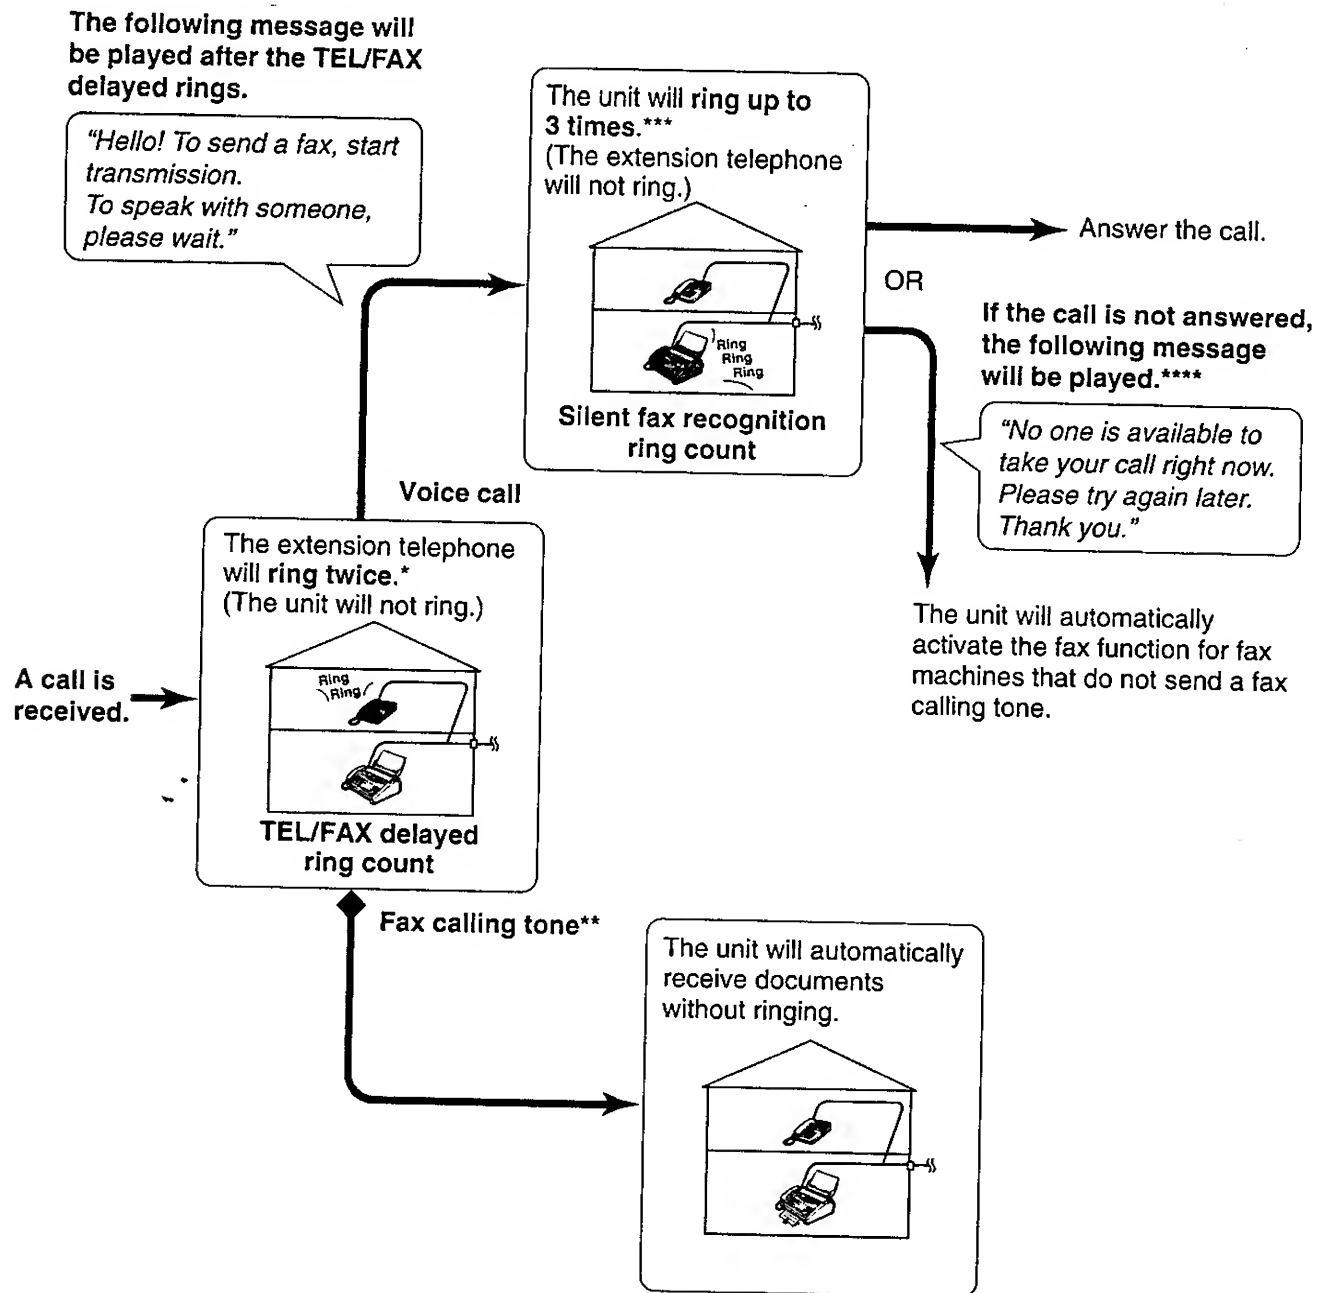 The following message will
be played after the TEL/FAX
delayed rings.
"Hello! To send a fax, start
transmission.
To speak with someone,
please wait."
The unit will ring up to
3 times.***
(The extension telephone
will not ring.)
Ring
Ring
Ring
Silent fax recognition
ring count
Answer the call.
OR
If the call is not answered,
the following message
will be played.****
"No one is available to
take your call right now.
Please try again later.
Thank you."
The unit will automatically
activate the fax function for fax
machines that do not send a fax
calling tone.
Voice call
The extension telephone
will ring twice.*
(The unit will not ring.)
Ring
Ring
TEL/FAX delayed
ring count
A call is
received.
Fax calling tone**
The unit will automatically
receive documents
without ringing.